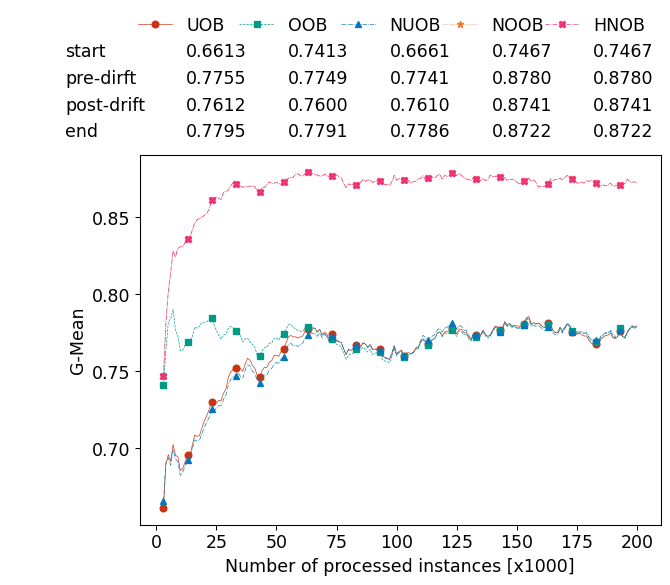 UOB OOB NUOB NOOB HNOB
start 0.6613 0.7413 0.6661 0.7467 0.7467
pre-dirft 0.7755 0.7749 0.7741 0.8780 0.8780
post-drift 0.7612 0.7600 0.7610 0.8741 0.8741
end 0.7795 0.7791 0.7786 0.8722 0.8722
0.85
0.80
0.75
0.70
G-Mean
0 25 50 75 100 125 150 175 200
Number of processed instances [x1000]